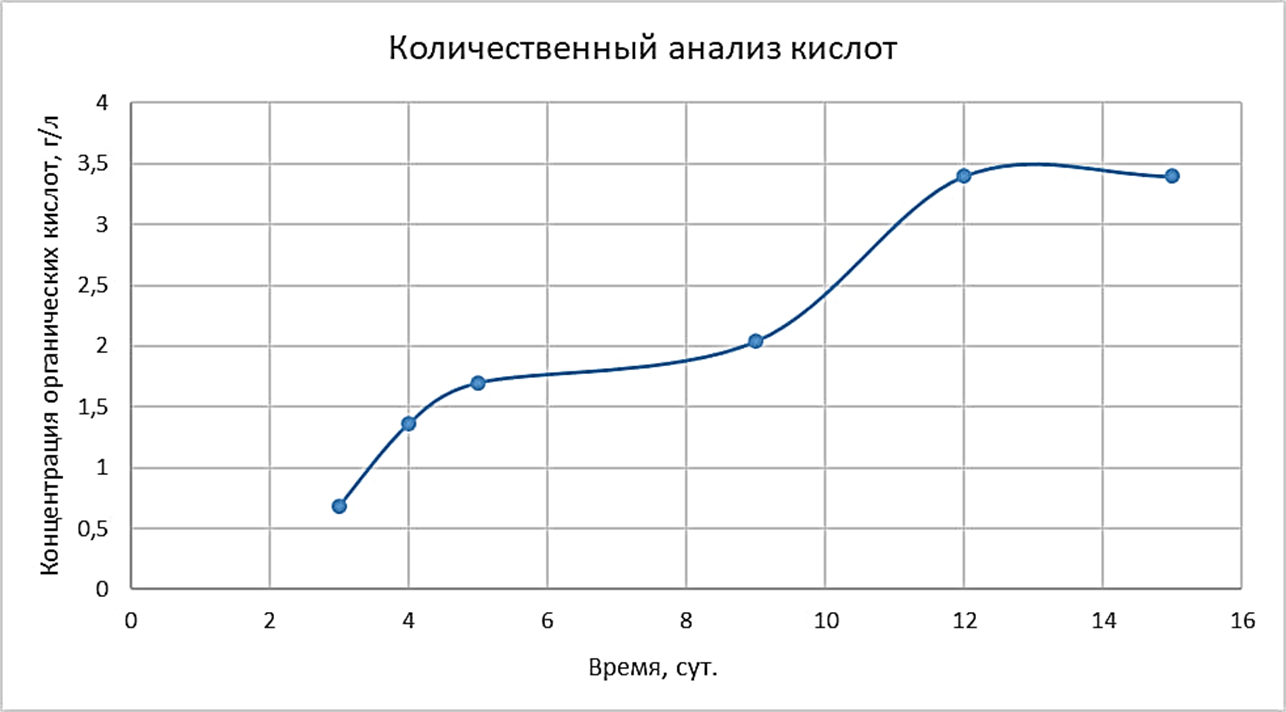 Количественный анализ кислот
Концентрация органических кислот, г/л
4
3,5
3
2,5
2
1,5
1
0,5
0
0 2 4 6 8 10 12 14 16
Время, сут.